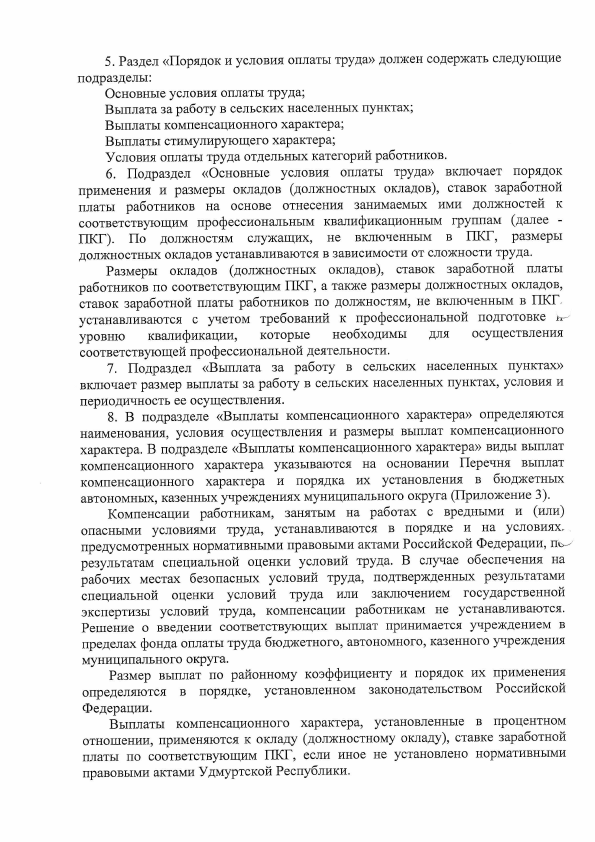 5. Раздел «Порядок и условия оплаты труда» должен содержать следующие
подразделы:
Основные условия оплаты труда;
Выплата за работу в сельских населенных пунктах;
Выплаты компенсационного характера;
Выплаты стимулирующего характера;
Условия оплаты труда отдельных категорий работников.
6. Подраздел «Основные условия оплаты труда» включает порядок
применения и размеры окладов (должностных окладов), ставок заработной
платы работников на основе отнесения занимаемых ими должностей к
соответствующим профессиональным квалификационным группам (далее -
ПКГ). По должностям служащих, не включенным в ПКГ, размеры
должностных окладов устанавливаются в зависимости от сложности труда.
Размеры окладов (должностных окладов), ставок заработной платы
работников по соответствующим ПКГ, а также размеры должностных окладов,
ставок заработной платы работников по должностям, не включенным в ПКГ
устанавливаются с учетом требований к профессиональной подготовке и
уровню квалификации, которые необходимы для осуществления
соответствующей профессиональной деятельности.
7. Подраздел «Выплата за работу в сельских населенных пунктах»
включает размер выплаты за работу в сельских населенных пунктах, условия и
периодичность ее осуществления.
8. В подразделе «Выплаты компенсационного характера» определяются
наименования, условия осуществления и размеры выплат компенсационного
характера. В подразделе «Выплаты компенсационного характера» виды выплат
компенсационного характера указываются на основании Перечня выплат
компенсационного характера и порядка их установления в бюджетных
автономных, казенных учреждениях муниципального округа (Приложение 3).
Компенсации работникам, занятым на работах с вредными и (или)
опасными условиями труда, устанавливаются в порядке и на условиях.
предусмотренных нормативными правовыми актами Российской Федерации, по
результатам специальной оценки условий труда. В случае обеспечения на
рабочих местах безопасных условий труда, подтвержденных результатами
специальной оценки условий труда или заключением государственной
экспертизы условий труда, компенсации работникам не устанавливаются.
Решение о введении соответствующих выплат принимается учреждением в
пределах фонда оплаты труда бюджетного, автономного, казенного учреждения
муниципального округа.
Размер выплат по районному коэффициенту и порядок их применения
определяются в порядке, установленном законодательством Российской
Федерации.
Выплаты компенсационного характера, установленные в процентном
отношении, применяются к окладу (должностному окладу), ставке заработной
платы по соответствующим ПКГ, если иное не установлено нормативными
правовыми актами Удмуртской Республики.